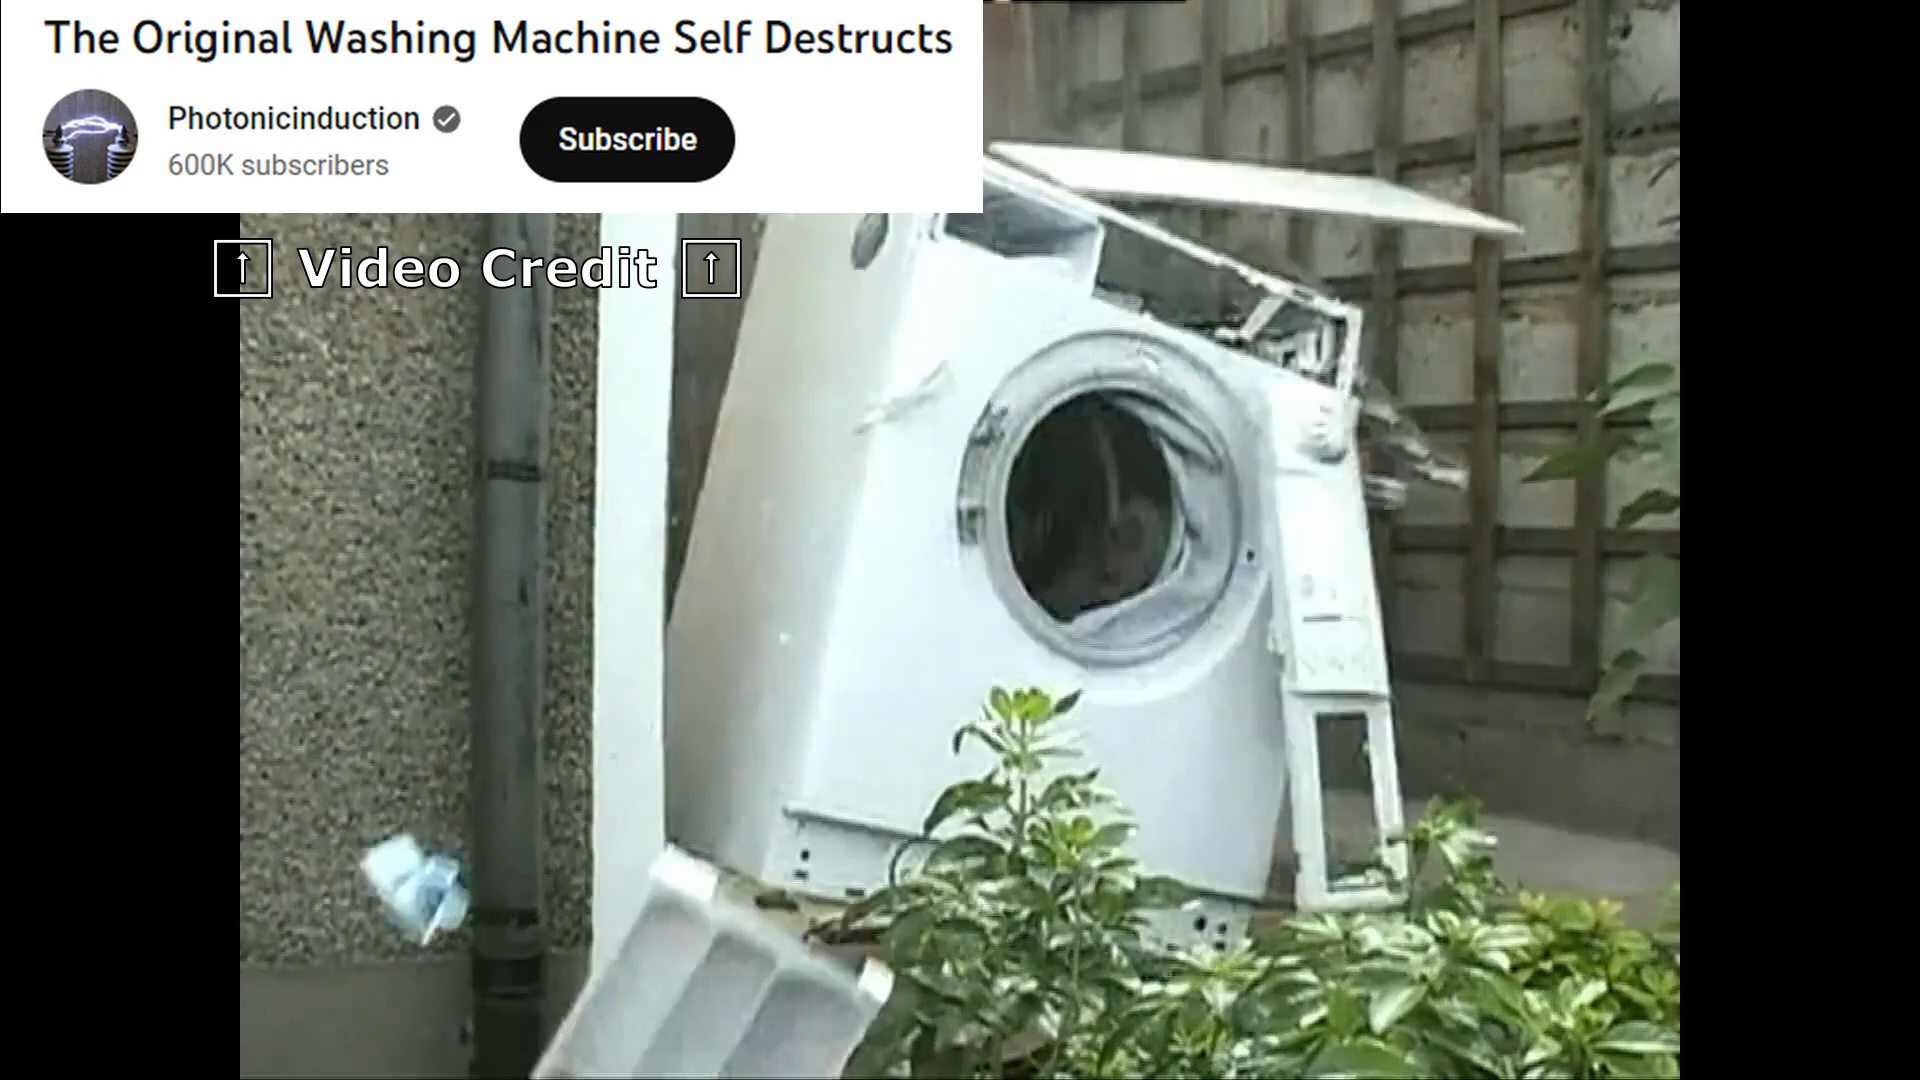 The Original Washing Machine Self Destructs
Photonicinduction
600K subscribers
Subscribe
↑ Video Credit ↑